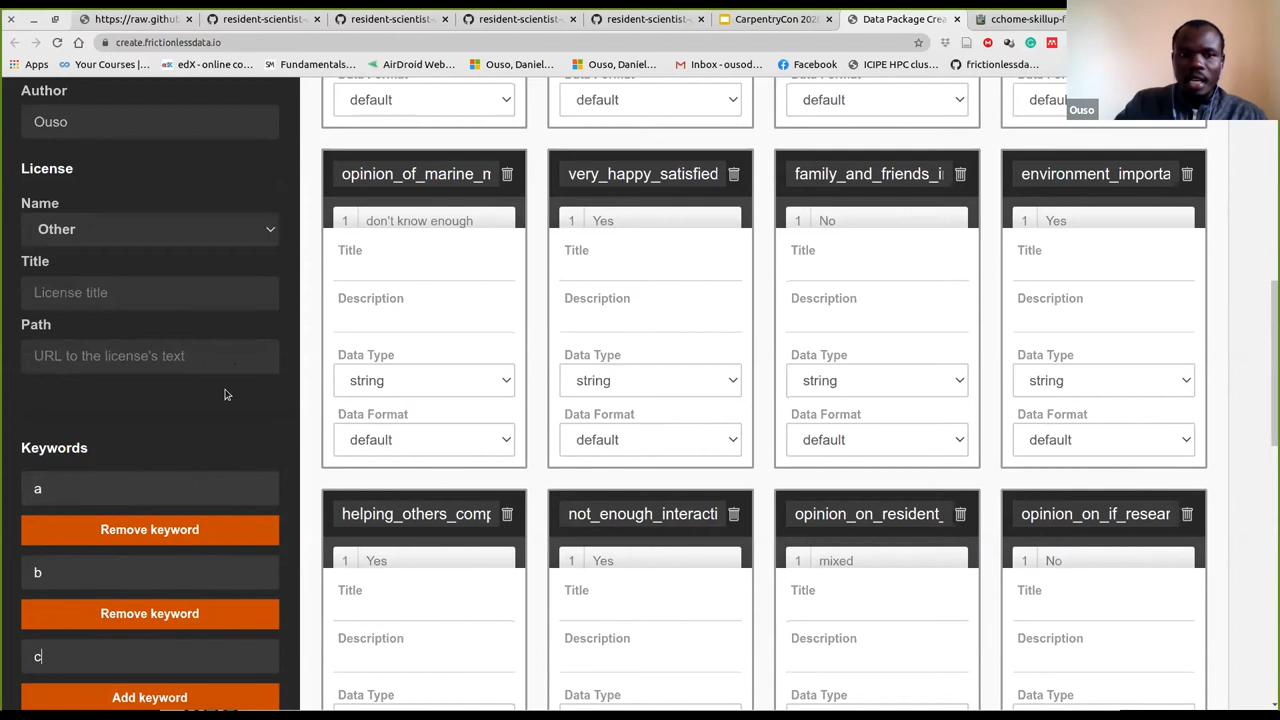 https://raw.githu
resident-scientist-
resident-scientist-
resident-scientist-
resident-scientist-
CarpentryCon 202
Data Package Crea
cchome-skillup-f
create.frictionlessdata.io
Apps
Your Courses |...
edX - online co...
Fundamentals...
AirDroid Web...
Ouso, Daniel...
Ouso, Daniel...
Inbox - ousod...
Facebook
ICIPE HPC clus...
frictionlessda...
Author
Ouso
License
Name
Other
Title
License title
Path
URL to the license's text
Keywords
a
Remove keyword
b
Remove keyword
c
Add keyword
default
default
default
Ouso
opinion_of_marine_m
very_happy_satisfied
family_and_friends_i
environment_importa
1 don't know enough
1 Yes
1 No
1 Yes
Title
Title
Title
Title
Description
Description
Description
Description
Data Type
Data Type
Data Type
Data Type
string
string
string
string
Data Format
Data Format
Data Format
Data Format
default
default
default
default
helping_others_comp
not_enough_interacti
opinion_on_resident_
opinion_on_if_resear
1 Yes
1 Yes
1 mixed
1 No
Title
Title
Title
Title
Description
Description
Description
Description
Data Type
Data Type
Data Type
Data Type